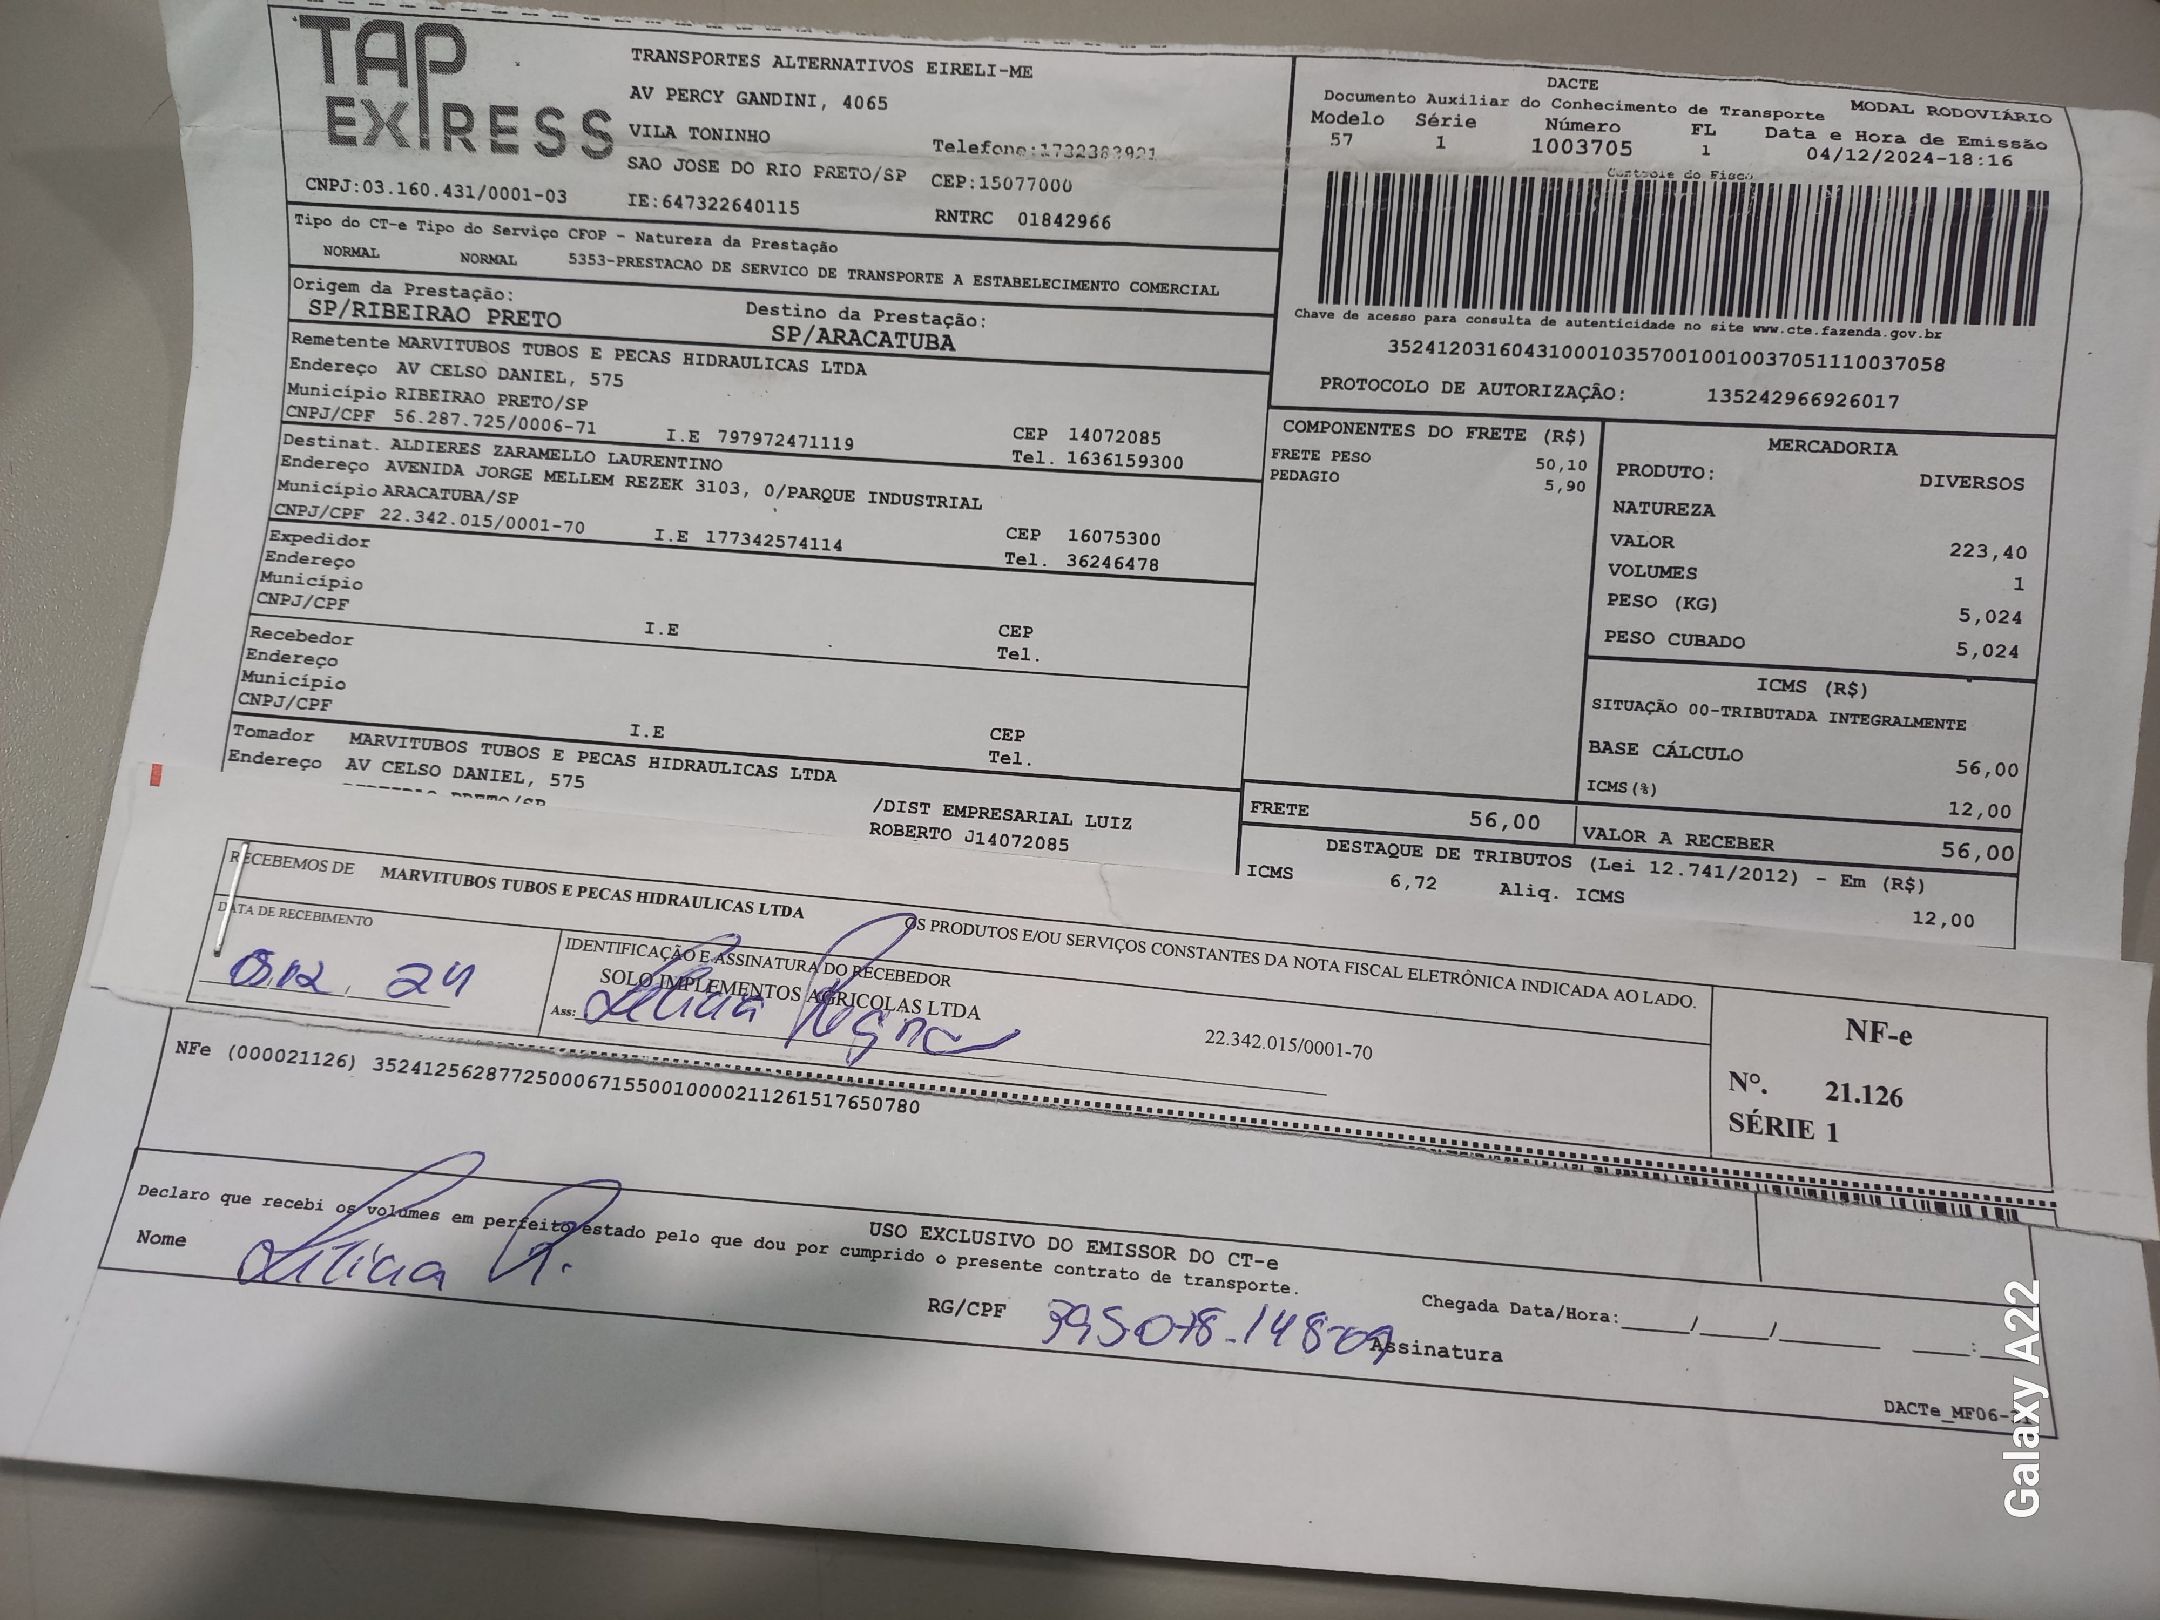 TAP EXPRESS
TRANSPORTES ALTERNATIVOS EIRELI-ME
AV PERCY GANDINI, 4065
VILA TONINHO Telefone:1732383921
SAO JOSE DO RIO PRETO/SP CEP:15077000
CNPJ:03.160.431/0001-03 IE:647322640115 RNTRC 01842966
DACTE
Documento Auxiliar do Conhecimento de Transporte MODAL RODOVIÁRIO
Modelo Série Número FL Data e Hora de Emissão
57 1 1003705 1 04/12/2024-18:16
Controle do Fisco
Chave de acesso para consulta de autenticidade no site www.cte.fazenda.gov.br
35241203160431000103570010010037051110037058
PROTOCOLO DE AUTORIZAÇÃO: 135242966926017
Tipo do CT-e Tipo do Serviço CFOP - Natureza da Prestação
NORMAL NORMAL 5353-PRESTACAO DE SERVICO DE TRANSPORTE A ESTABELECIMENTO COMERCIAL
Origem da Prestação: Destino da Prestação:
SP/RIBEIRAO PRETO SP/ARACATUBA
Remetente MARVITUBOS TUBOS E PECAS HIDRAULICAS LTDA
Endereço AV CELSO DANIEL, 575
Município RIBEIRAO PRETO/SP CEP 14072085
CNPJ/CPF 56.287.725/0006-71 I.E 797972471119 Tel. 1636159300
Destinat. ALDIERES ZARAMELLO LAURENTINO
Endereço AVENIDA JORGE MELLEM REZEK 3103, 0/PARQUE INDUSTRIAL
Município ARACATUBA/SP CEP 16075300
CNPJ/CPF 22.342.015/0001-70 I.E 177342574114 Tel. 36246478
Expedidor
Endereço
Município CEP
CNPJ/CPF I.E Tel.
Recebedor
Endereço
Município CEP
CNPJ/CPF I.E Tel.
Tomador MARVITUBOS TUBOS E PECAS HIDRAULICAS LTDA
Endereço AV CELSO DANIEL, 575 /DIST EMPRESARIAL LUIZ
ROBERTO J14072085
COMPONENTES DO FRETE (R$)
FRETE PESO 50,10
PEDAGIO 5,90
MERCADORIA
PRODUTO: DIVERSOS
NATUREZA
VALOR 223,40
VOLUMES 1
PESO (KG) 5,024
PESO CUBADO 5,024
ICMS (R$)
SITUAÇÃO 00-TRIBUTADA INTEGRALMENTE
BASE CÁLCULO 56,00
ICMS(%) 12,00
FRETE 56,00 VALOR A RECEBER 56,00
DESTAQUE DE TRIBUTOS (Lei 12.741/2012) - Em (R$)
ICMS 6,72 Aliq. ICMS 12,00
RECEBEMOS DE MARVITUBOS TUBOS E PECAS HIDRAULICAS LTDA OS PRODUTOS E/OU SERVIÇOS CONSTANTES DA NOTA FISCAL ELETRÔNICA INDICADA AO LADO.
DATA DE RECEBIMENTO IDENTIFICAÇÃO E ASSINATURA DO RECEBEDOR
24
SOLO IMPLEMENTOS AGRICOLAS LTDA 22.342.015/0001-70
Ass:
NF-e
Nº. 21.126
SÉRIE 1
NFe (000021126) 35241256287725000671550010000211261517650780
USO EXCLUSIVO DO EMISSOR DO CT-e
Declaro que recebi os volumes em perfeito estado pelo que dou por cumprido o presente contrato de transporte.
Nome RG/CPF Chegada Data/Hora:____/____/____ ____:____
Assinatura
DACTe_MF06-
Galaxy A22